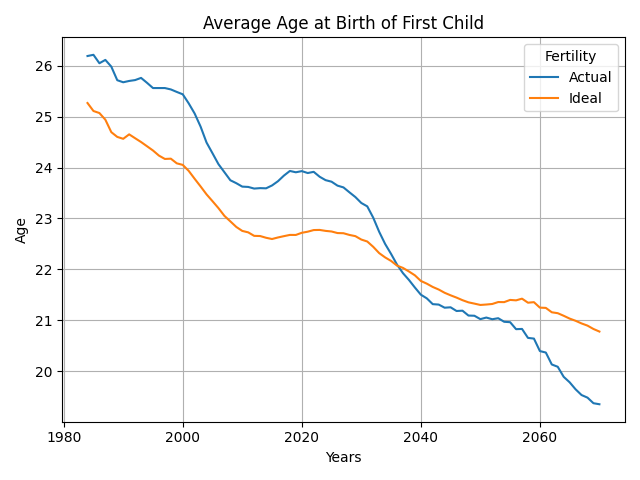 Average Age at Birth of First Child
Fertility
Actual
Ideal
Age
26
25
24
23
22
21
20
1980
2000
2020
2040
2060
Years